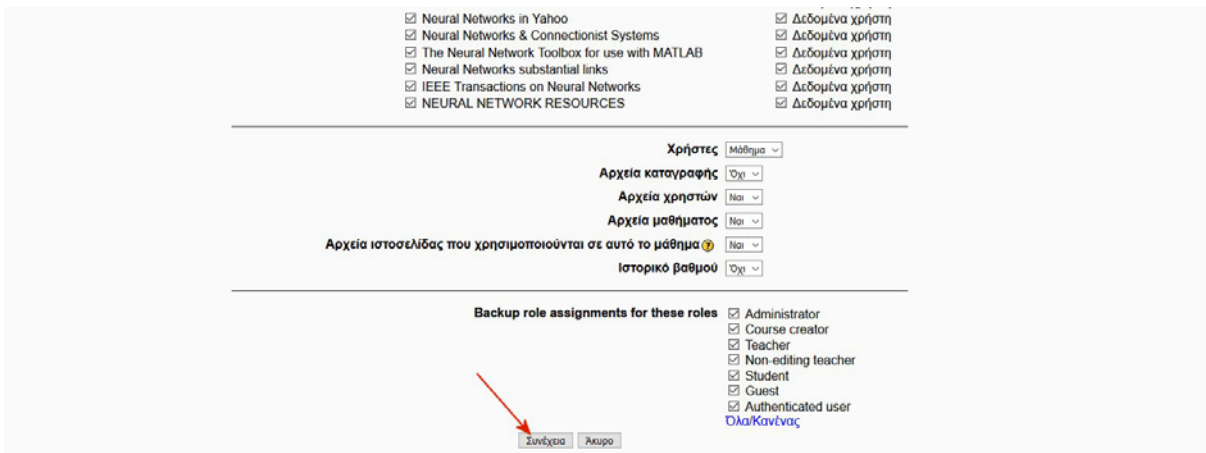 Neural Networks in Yahoo Δεδομένα χρήστη
Neural Networks & Connectionist Systems Δεδομένα χρήστη
The Neural Network Toolbox for use with MATLAB Δεδομένα χρήστη
Neural Networks substantial links Δεδομένα χρήστη
IEEE Transactions on Neural Networks Δεδομένα χρήστη
NEURAL NETWORK RESOURCES Δεδομένα χρήστη
Χρήστες Μάθημα
Αρχεία καταγραφής Όχι
Αρχεία χρηστών Ναι
Αρχεία μαθήματος Ναι
Αρχεία ιστοσελίδας που χρησιμοποιούνται σε αυτό το μάθημα ? Ναι
Ιστορικό βαθμού Όχι
Backup role assignments for these roles Administrator
Course creator
Teacher
Non-editing teacher
Student
Guest
Authenticated user
Όλα/Κανένας
Συνέχεια Άκυρο